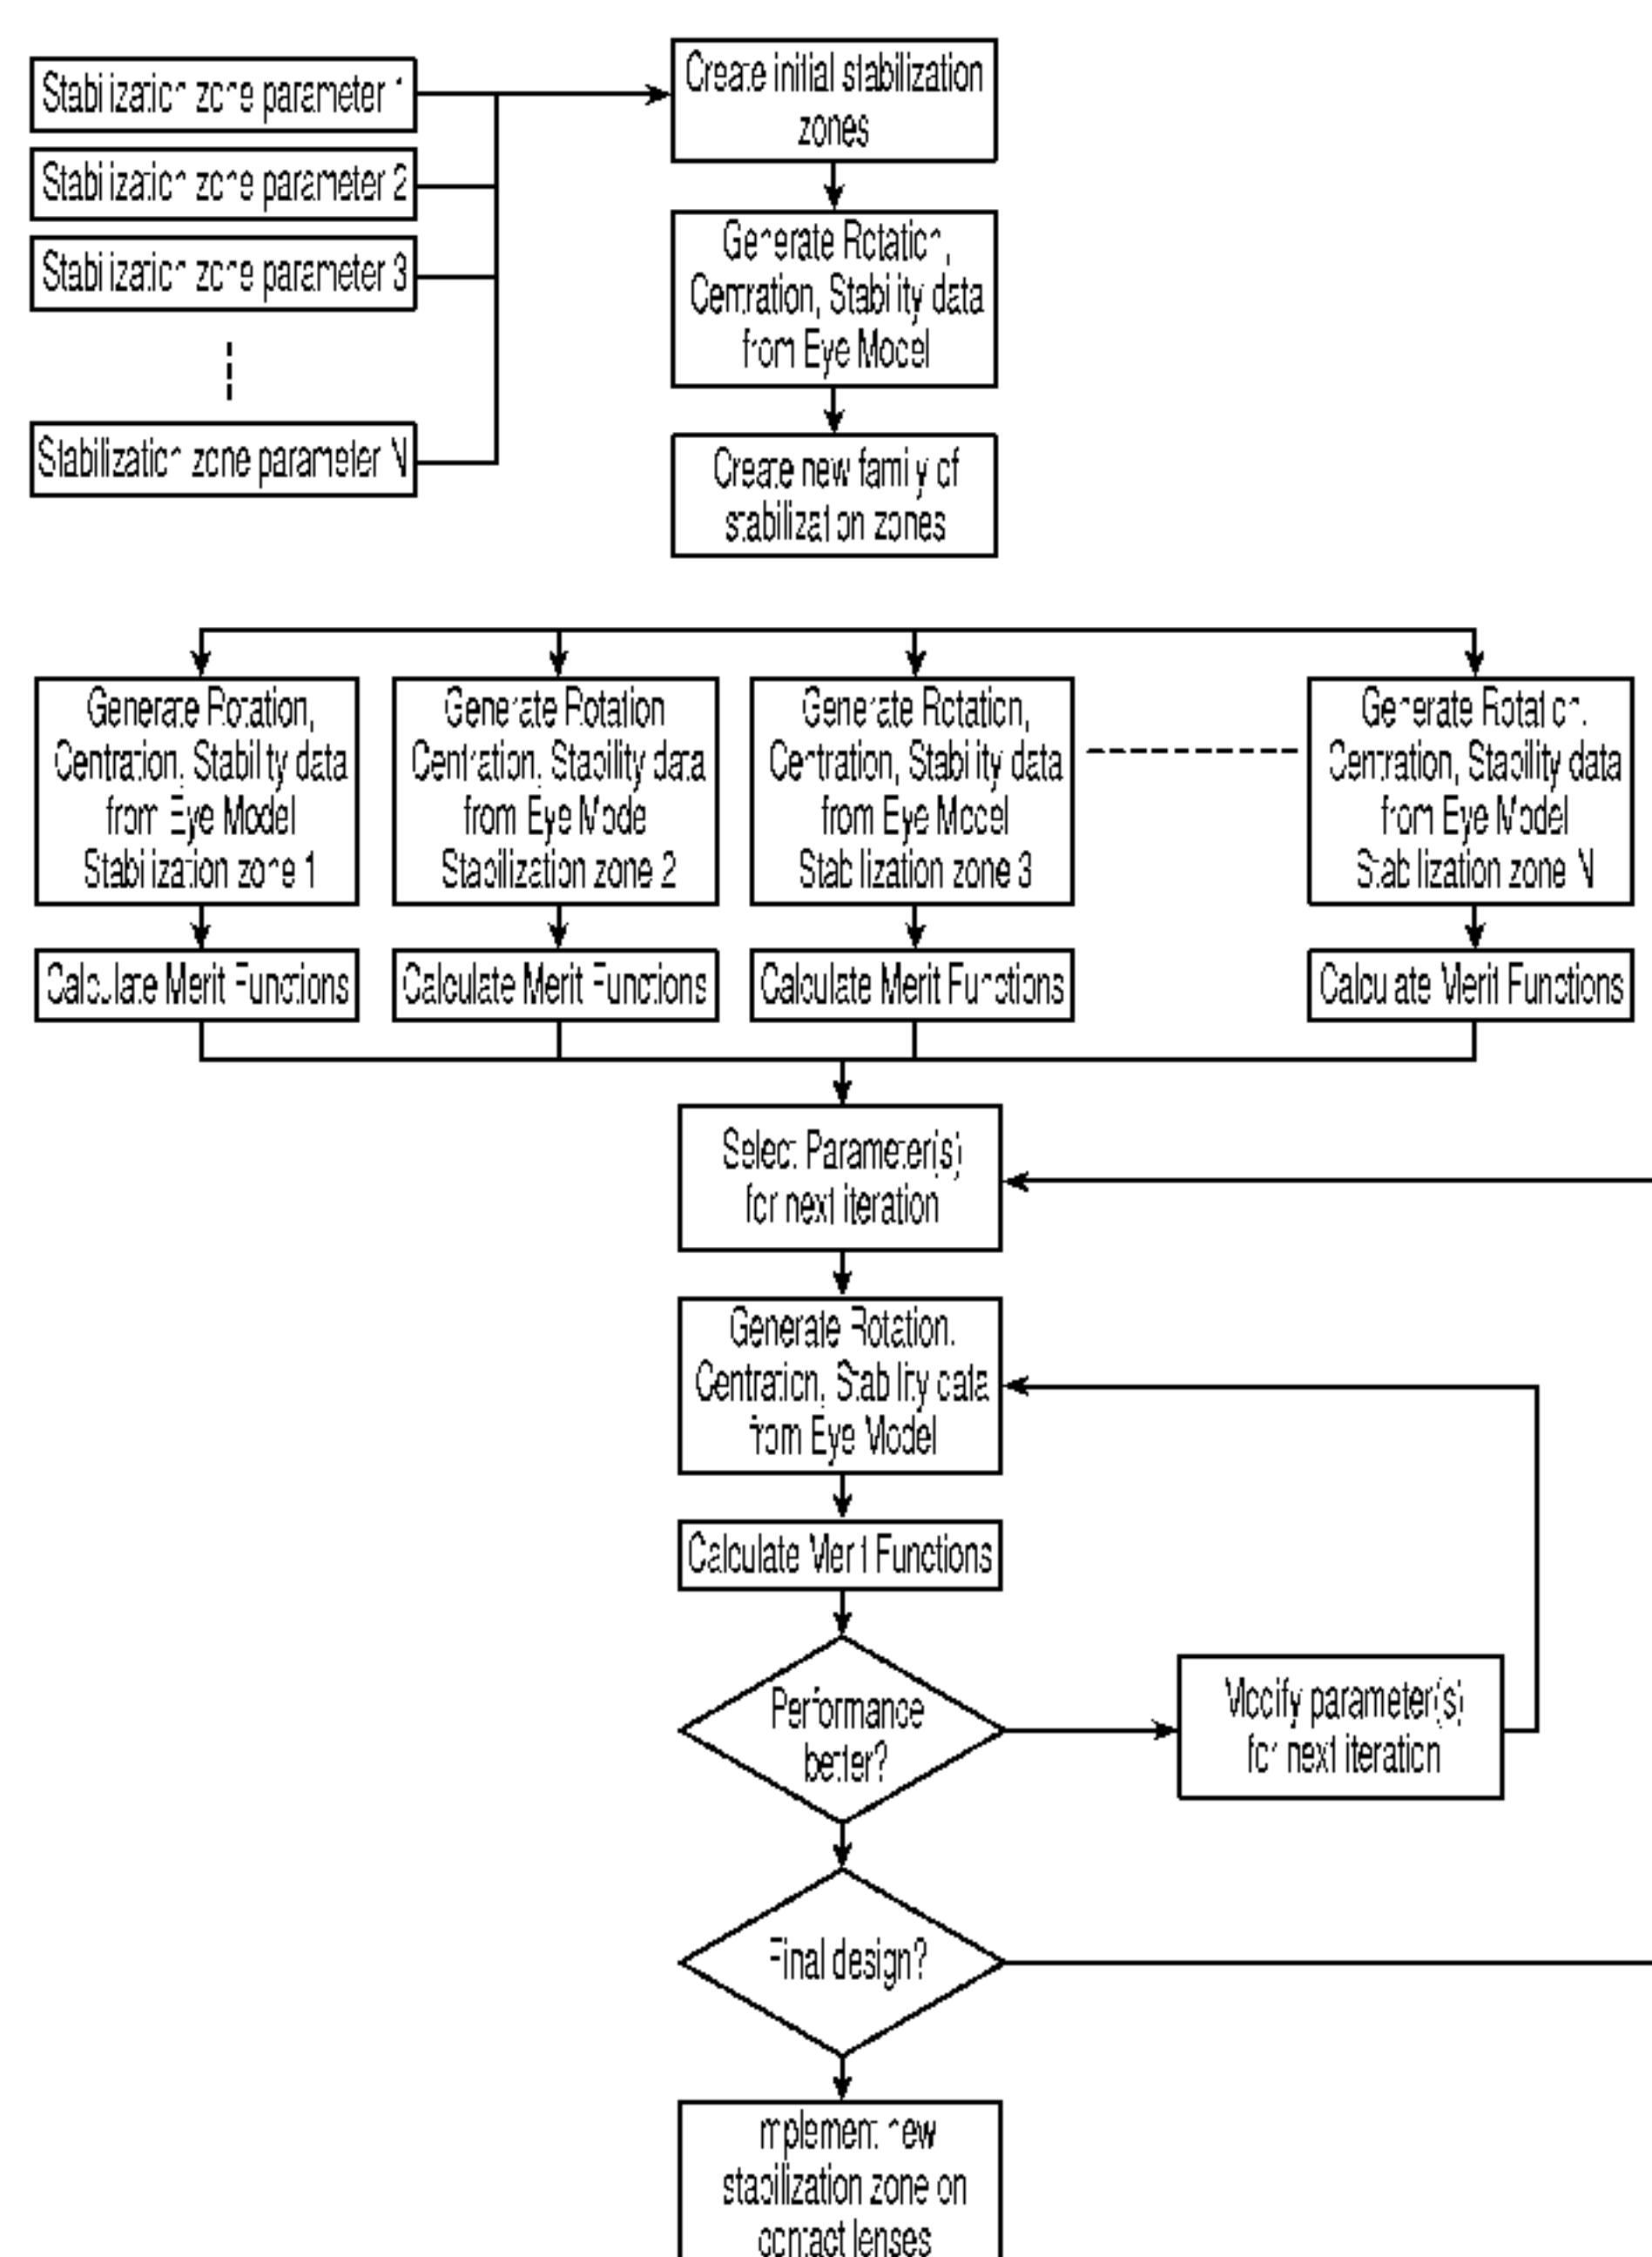 Stabilization zone parameter 1
Stabilization zone parameter 2
Stabilization zone parameter 3
Stabilization zone parameter N
Create initial stabilization
zones
Generate Rotation,
Centration, Stability data
from Eye Model
Create new family of
stabilization zones
Generate Rotation,
Centration, Stability data
from Eye Model
Stabilization zone 1
Generate Rotation
Centration, Stability data
from Eye Model
Stabilization zone 2
Generate Rotation,
Centration, Stability data
from Eye Model
Stabilization zone 3
Generate Rotation,
Centration, Stability data
from Eye Model
Stabilization zone N
Calculate Merit Functions
Calculate Merit Functions
Calculate Merit Functions
Calculate Merit Functions
Select Parameter(s)
for next iteration
Generate Rotation,
Centration, Stability data
from Eye Model
Calculate Merit Functions
Performance
better?
Modify parameter(s)
for next iteration
Final design?
Implement new
stabilization zone on
contact lenses